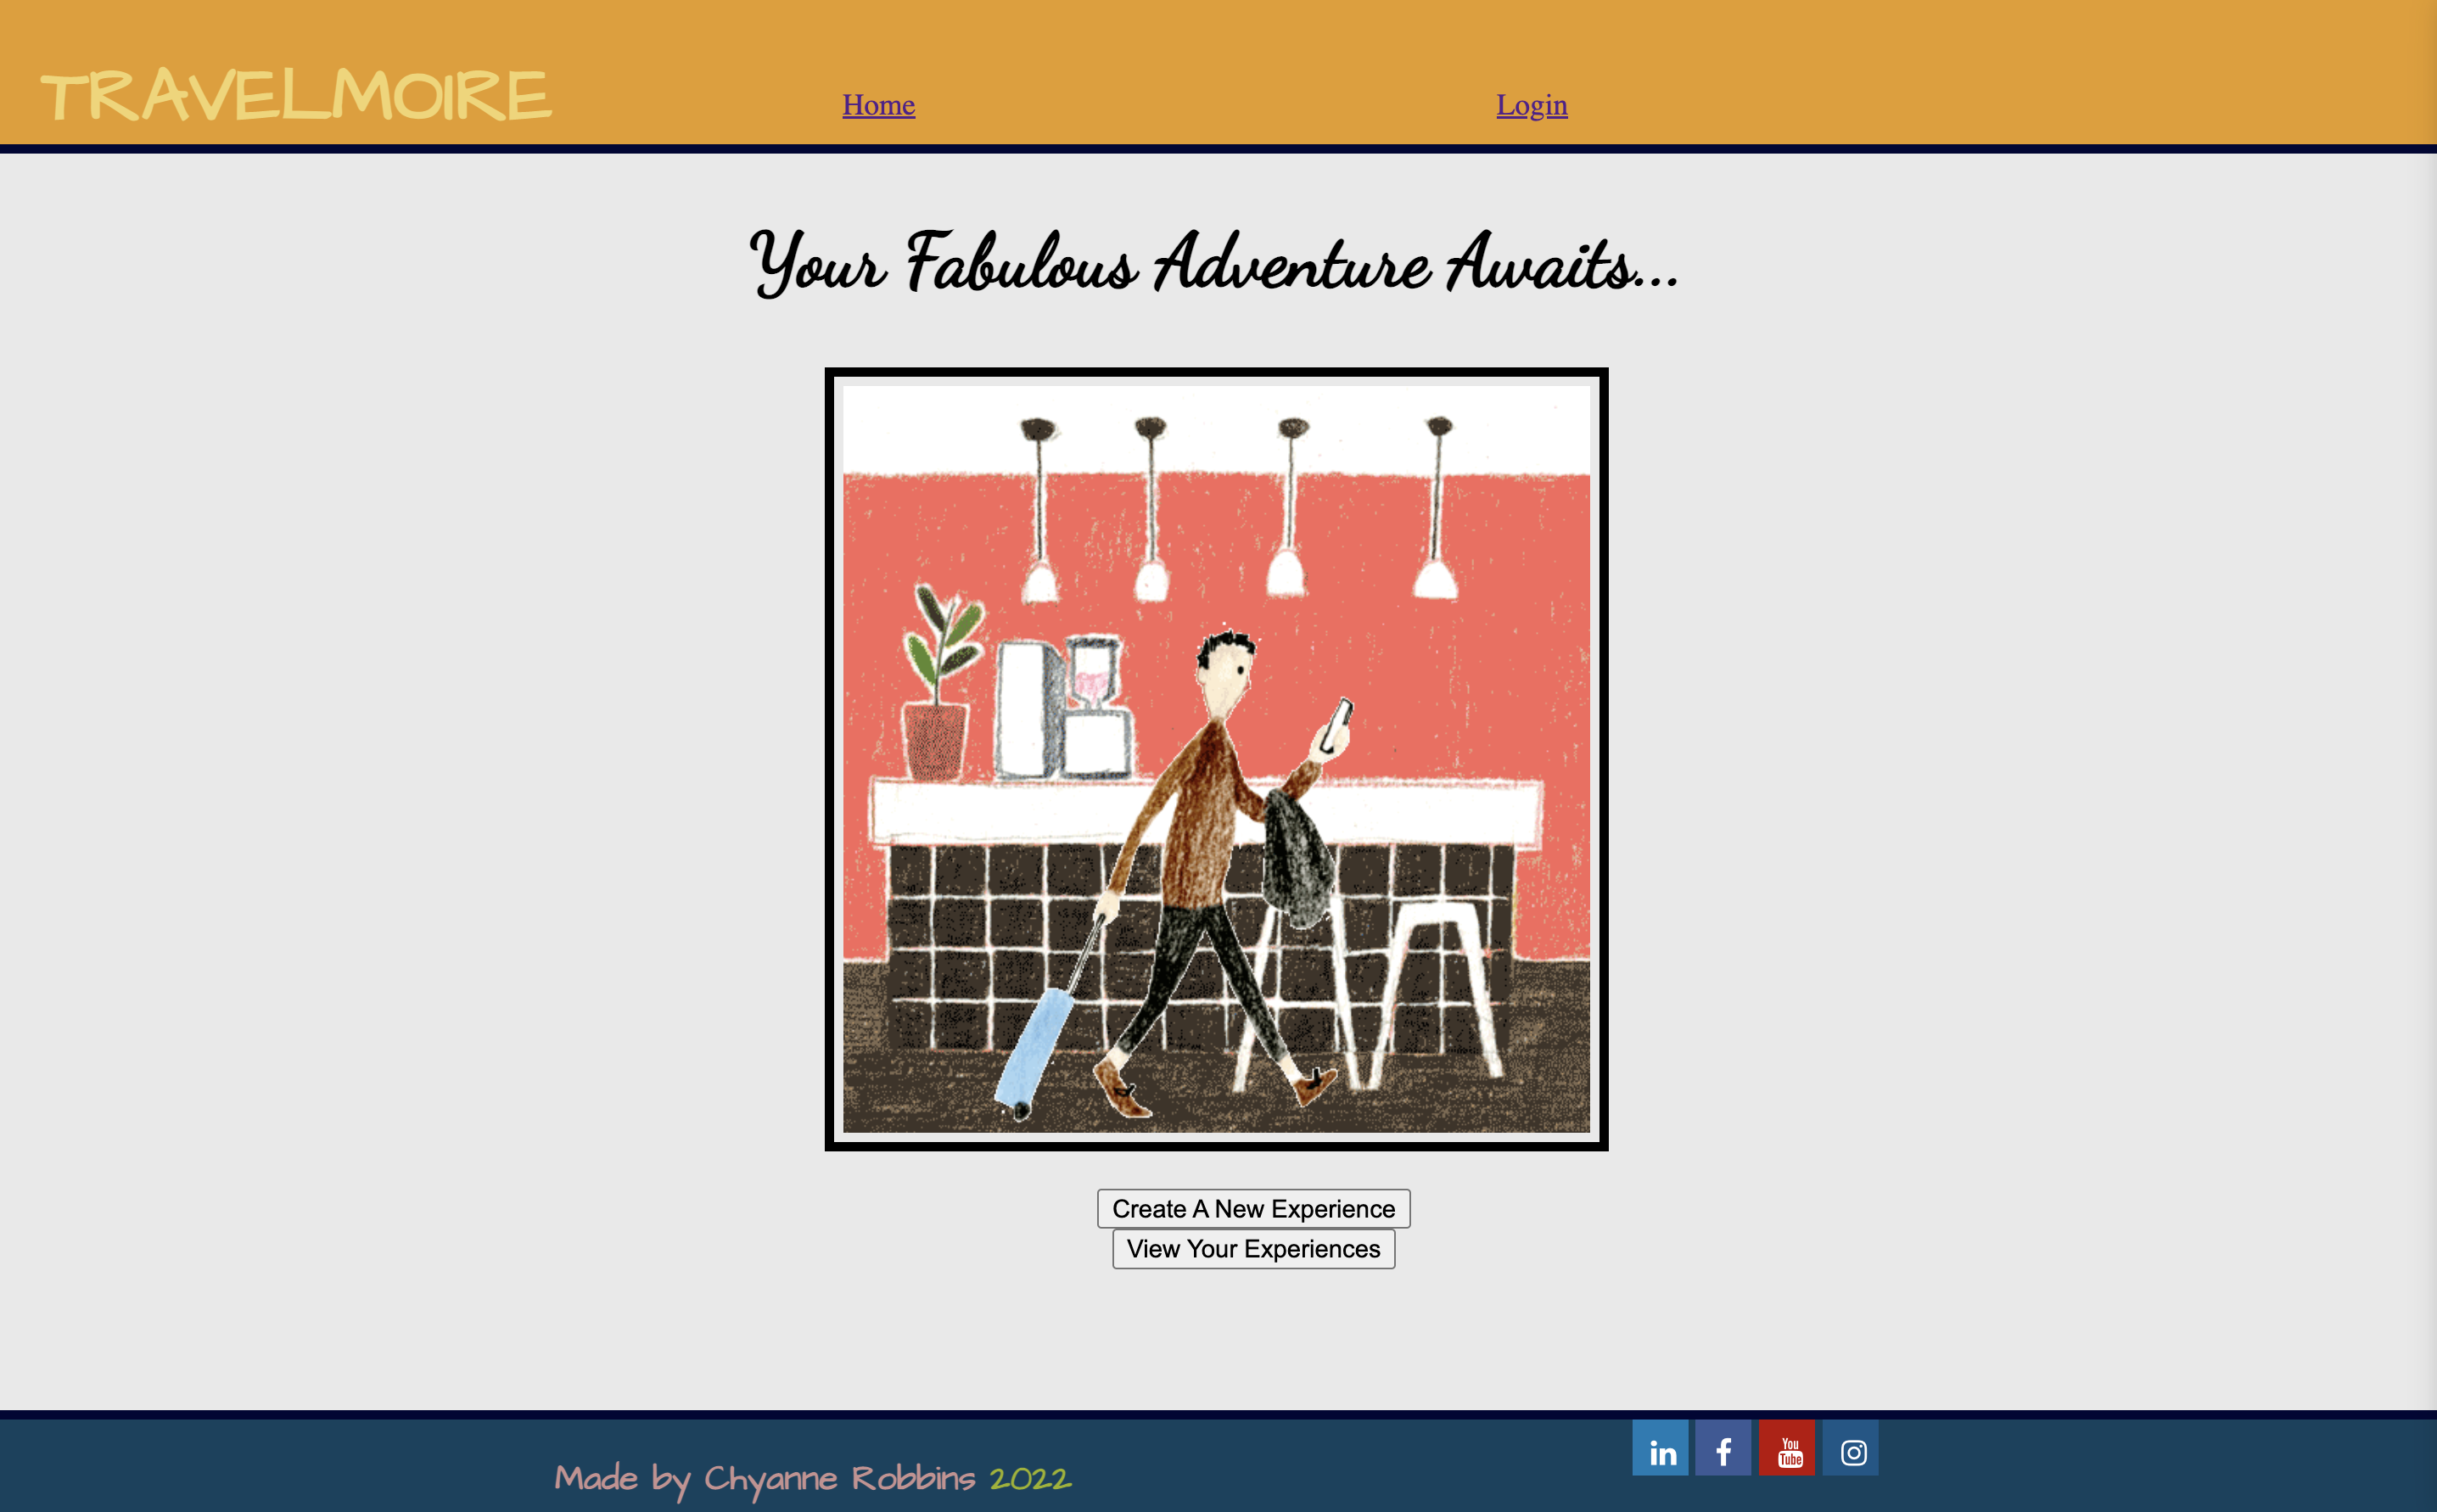 TRAVELMOIRE
Home
Login
Your Fabulous Adventure Awaits...
Create A New Experience
View Your Experiences
in
f
You
Tube
Made by Chyanne Robbins 2022